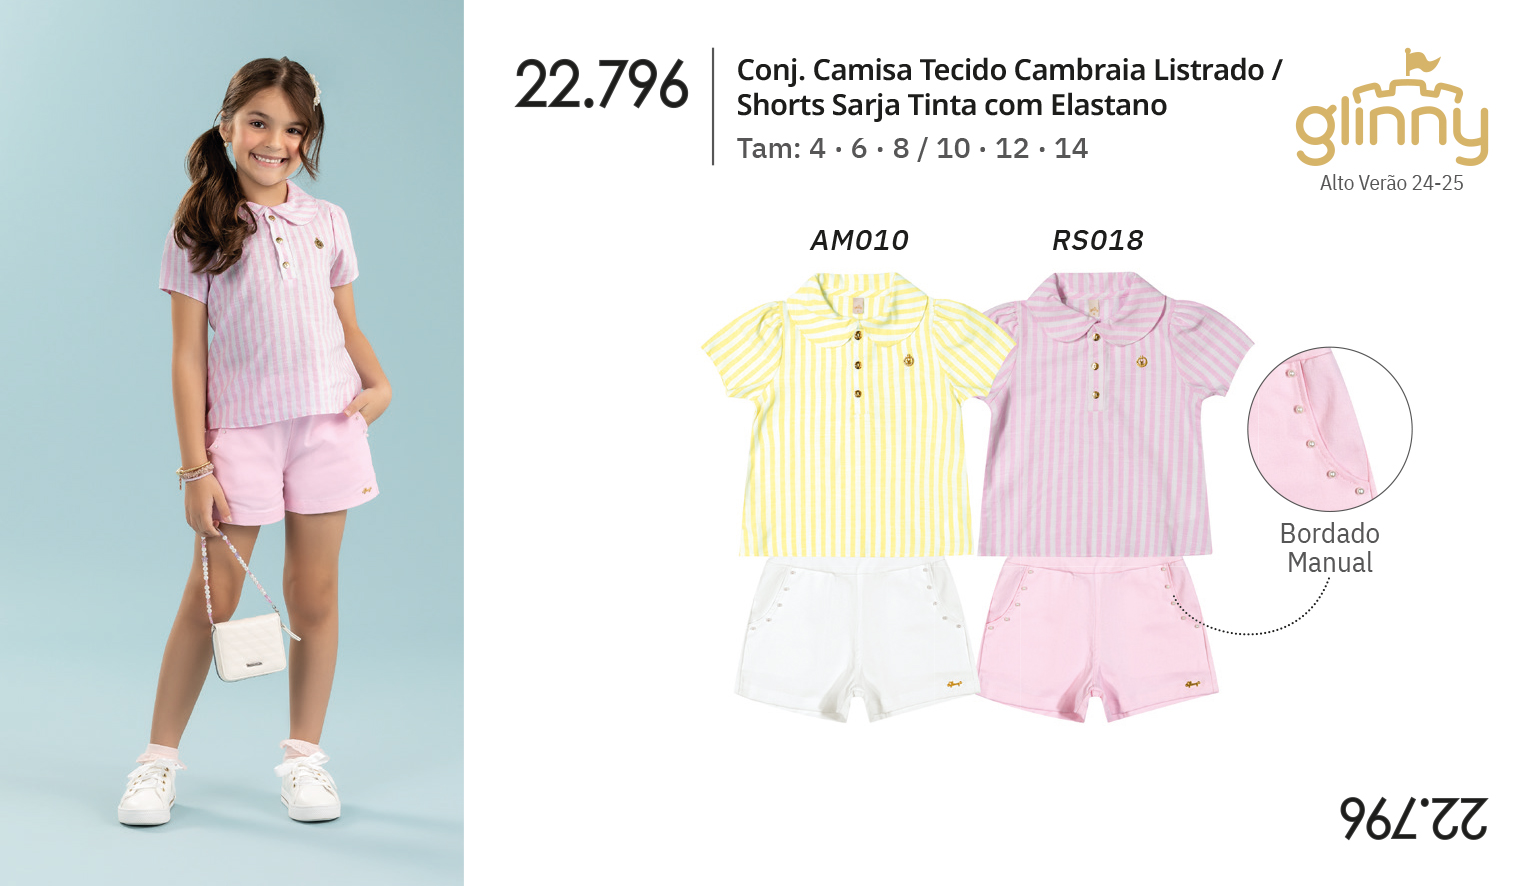 22.796
Conj. Camisa Tecido Cambraia Listrado /
Shorts Sarja Tinta com Elastano
Tam: 4 · 6 · 8 / 10 · 12 · 14
glinny
Alto Verão 24-25
AM010
RS018
Bordado
Manual
22.796